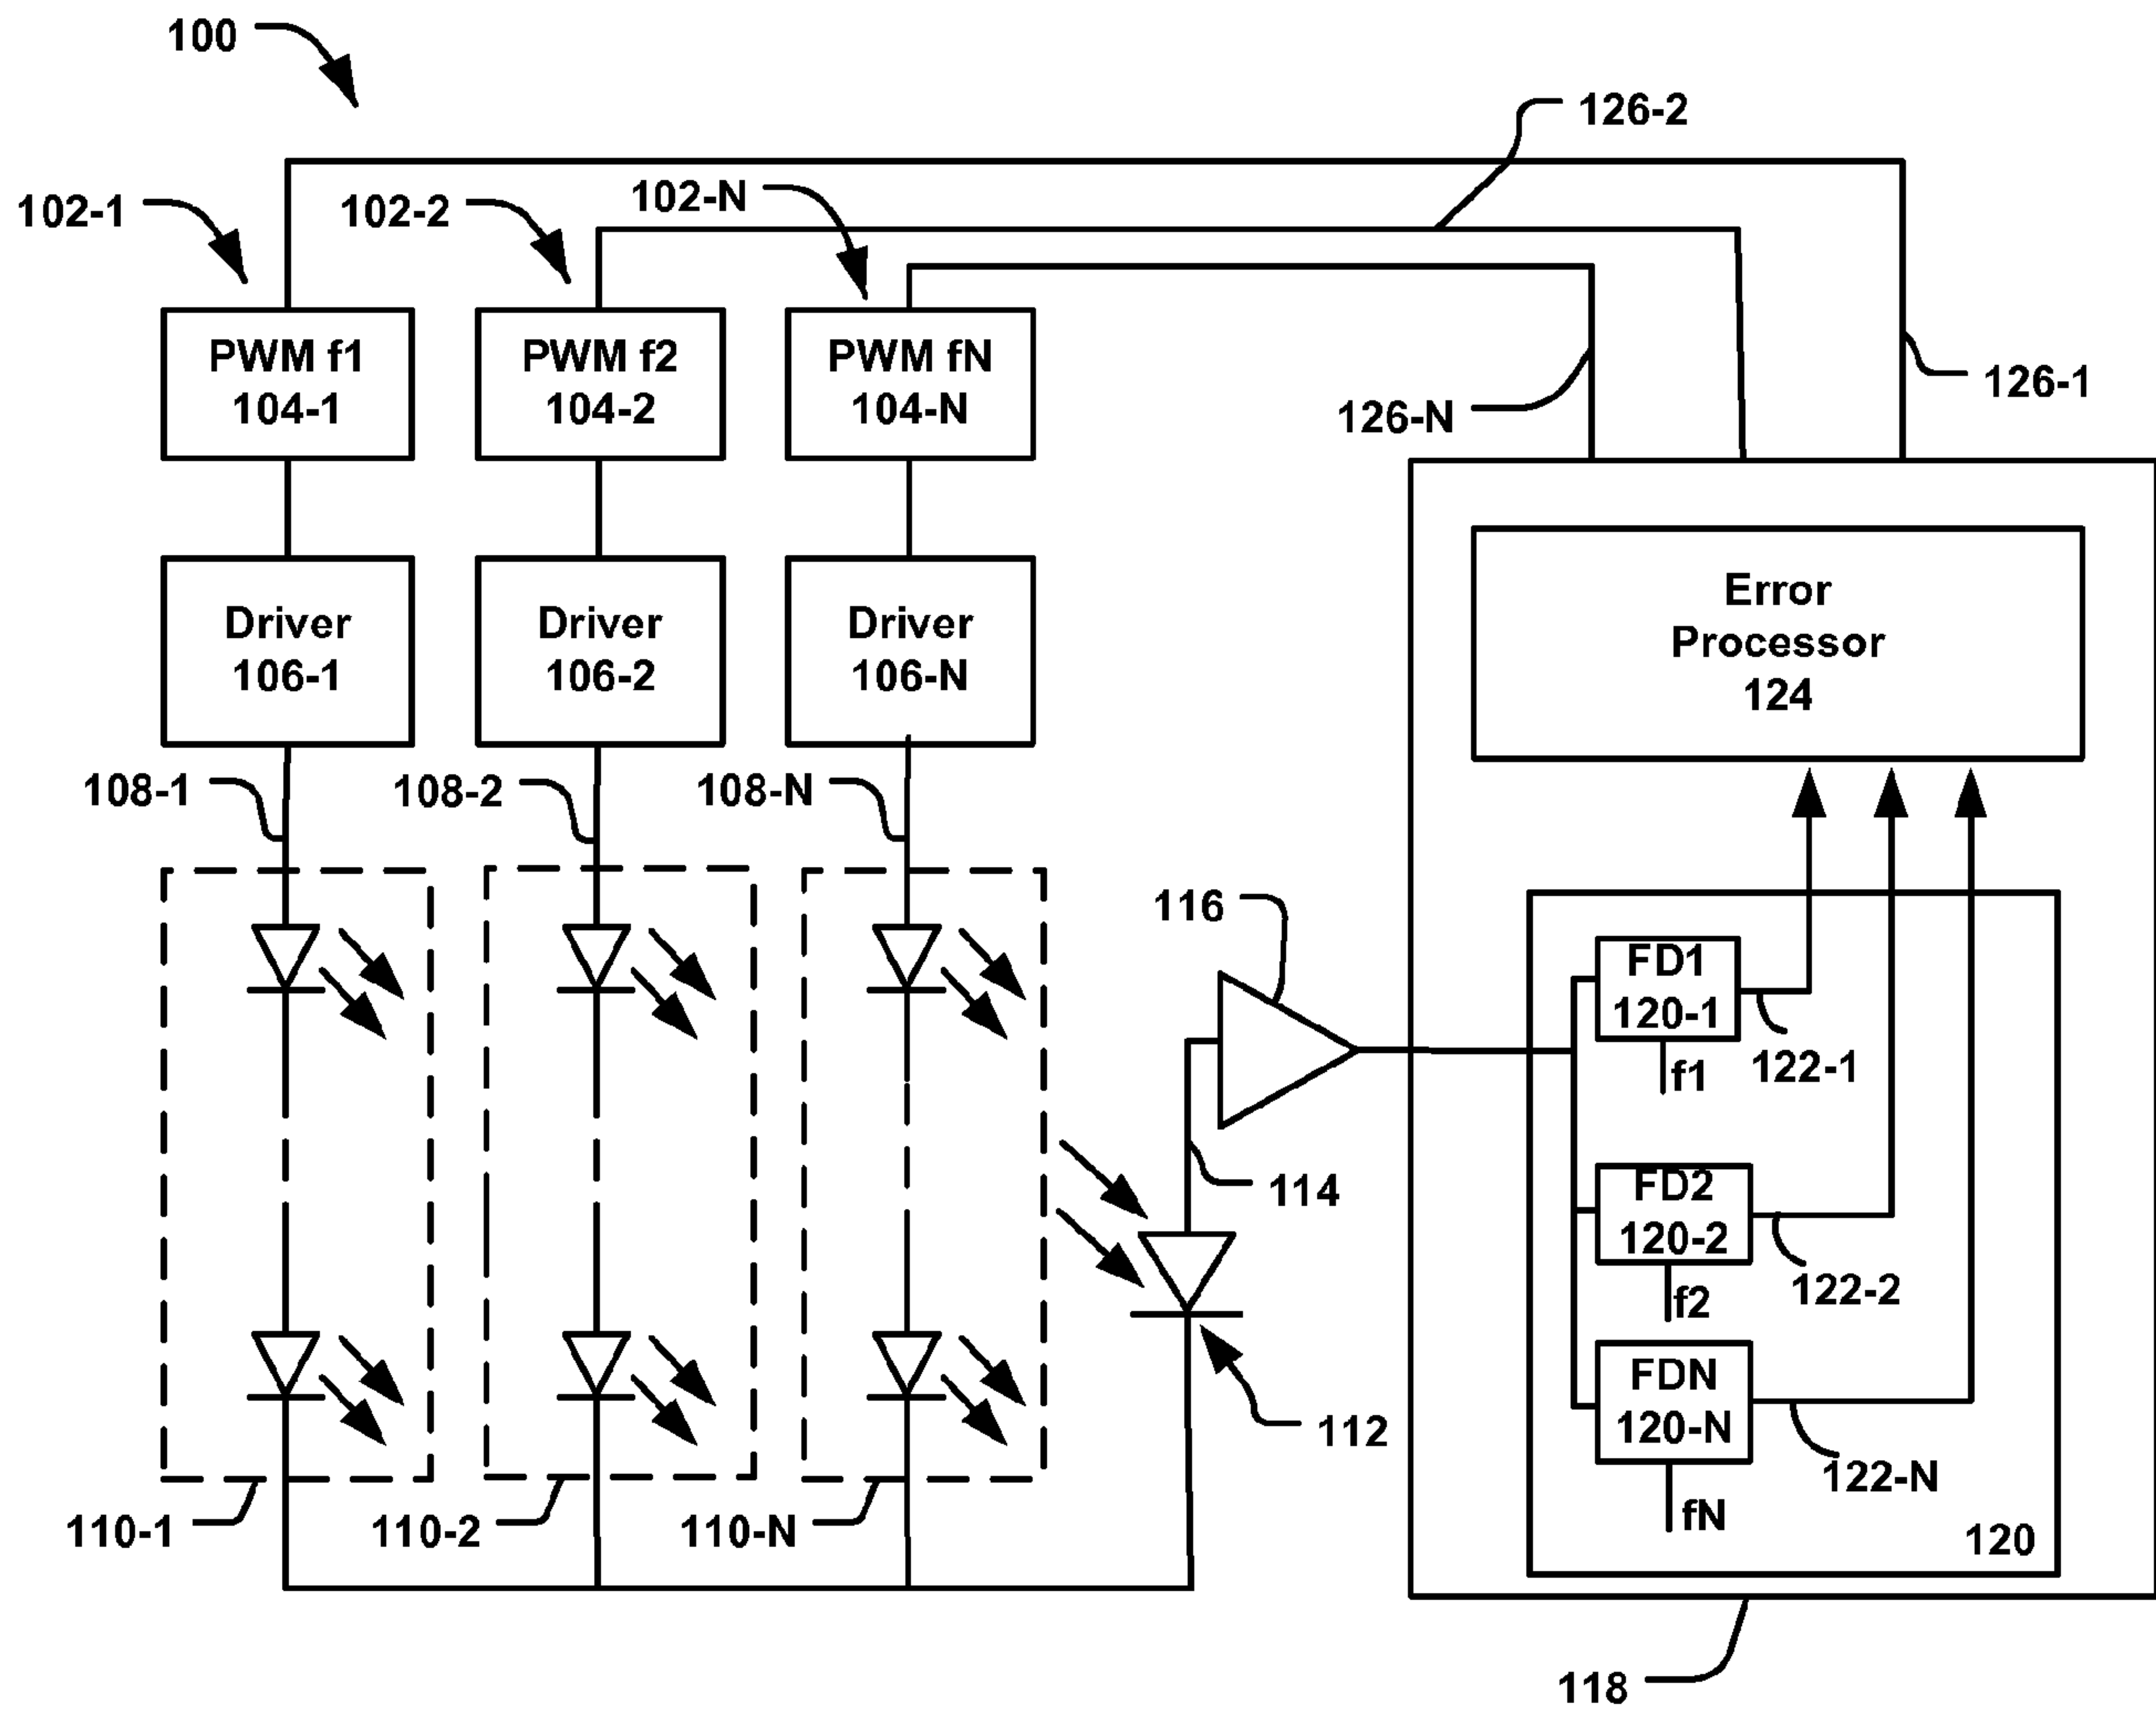 100
126-2
102-1
102-2
102-N
PWM f1
104-1
PWM f2
104-2
PWM fN
104-N
126-N
126-1
Driver
106-1
Driver
106-2
Driver
106-N
Error
Processor
124
108-1
108-2
108-N
116
FD1
120-1
f1
122-1
114
FD2
120-2
f2
122-2
FDN
120-N
fN
122-N
112
110-1
110-2
110-N
120
118